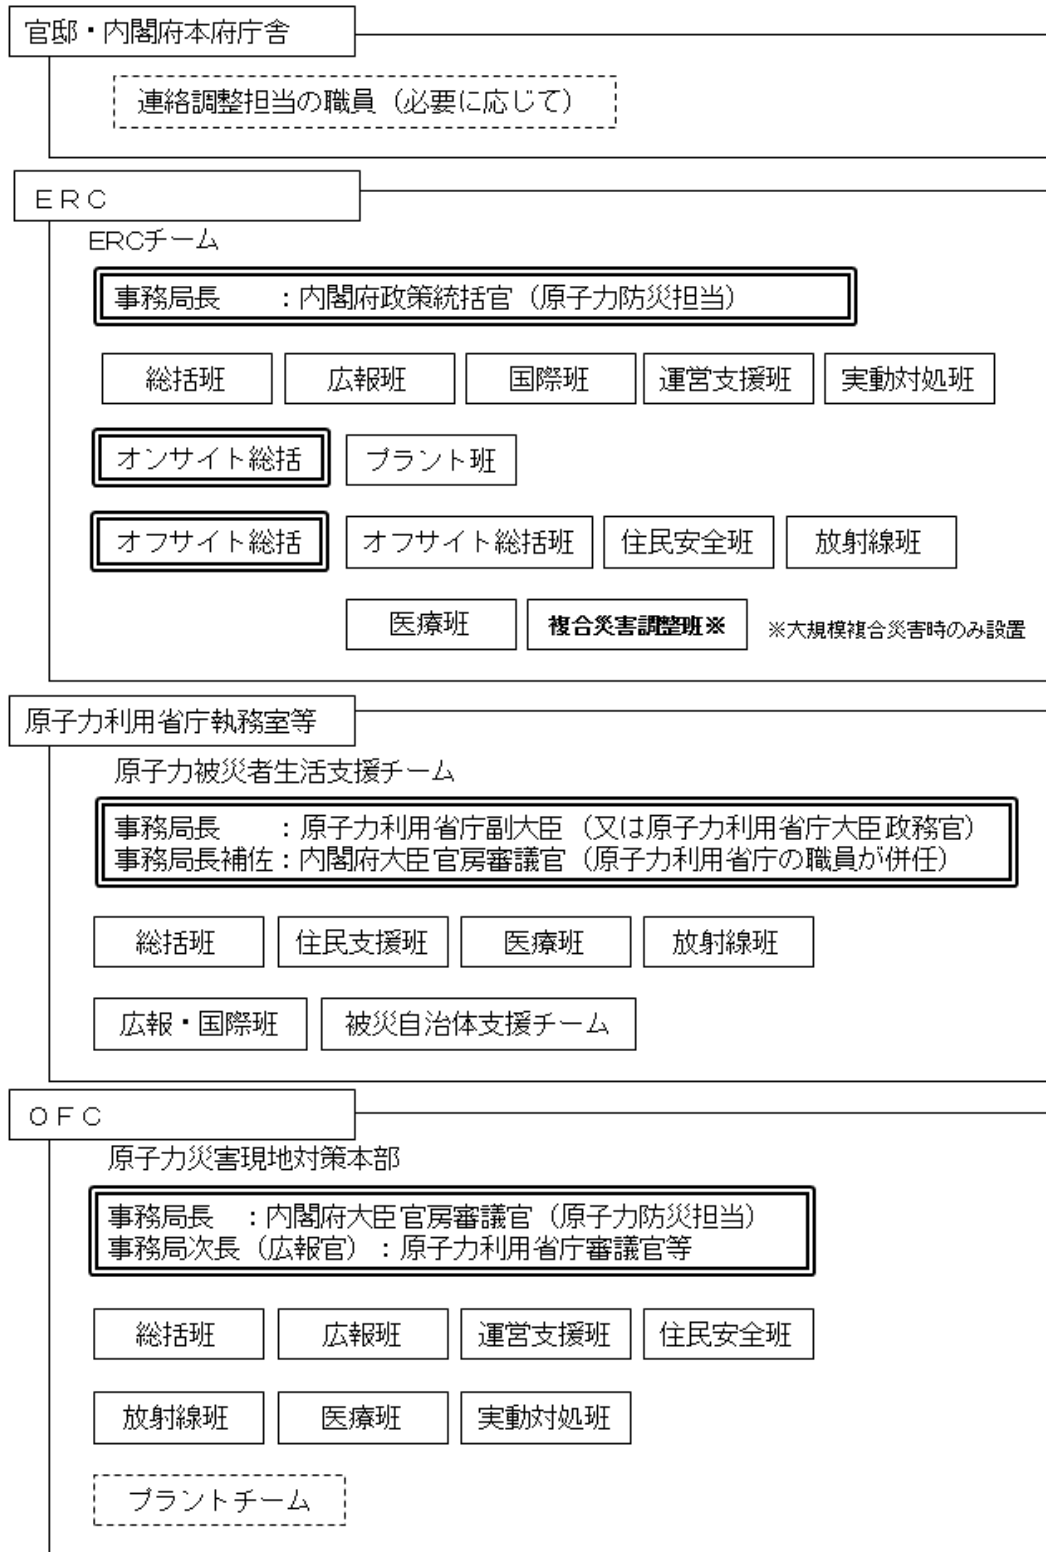 官邸・内閣府本府庁舎
連絡調整担当の職員（必要に応じて）
ＥＲＣ
ERCチーム
事務局長　　：内閣府政策統括官（原子力防災担当）
総括班　広報班　国際班　運営支援班　実動対処班
オンサイト総括　プラント班
オフサイト総括　オフサイト総括班　住民安全班　放射線班
医療班　複合災害調整班※　※大規模複合災害時のみ設置
原子力利用省庁執務室等
原子力被災者生活支援チーム
事務局長　　：原子力利用省庁副大臣（又は原子力利用省庁大臣政務官）
事務局長補佐：内閣府大臣官房審議官（原子力利用省庁の職員が併任）
総括班　住民支援班　医療班　放射線班
広報・国際班　被災自治体支援チーム
ＯＦＣ
原子力災害現地対策本部
事務局長　：内閣府大臣官房審議官（原子力防災担当）
事務局次長（広報官）：原子力利用省庁審議官等
総括班　広報班　運営支援班　住民安全班
放射線班　医療班　実動対処班
プラントチーム